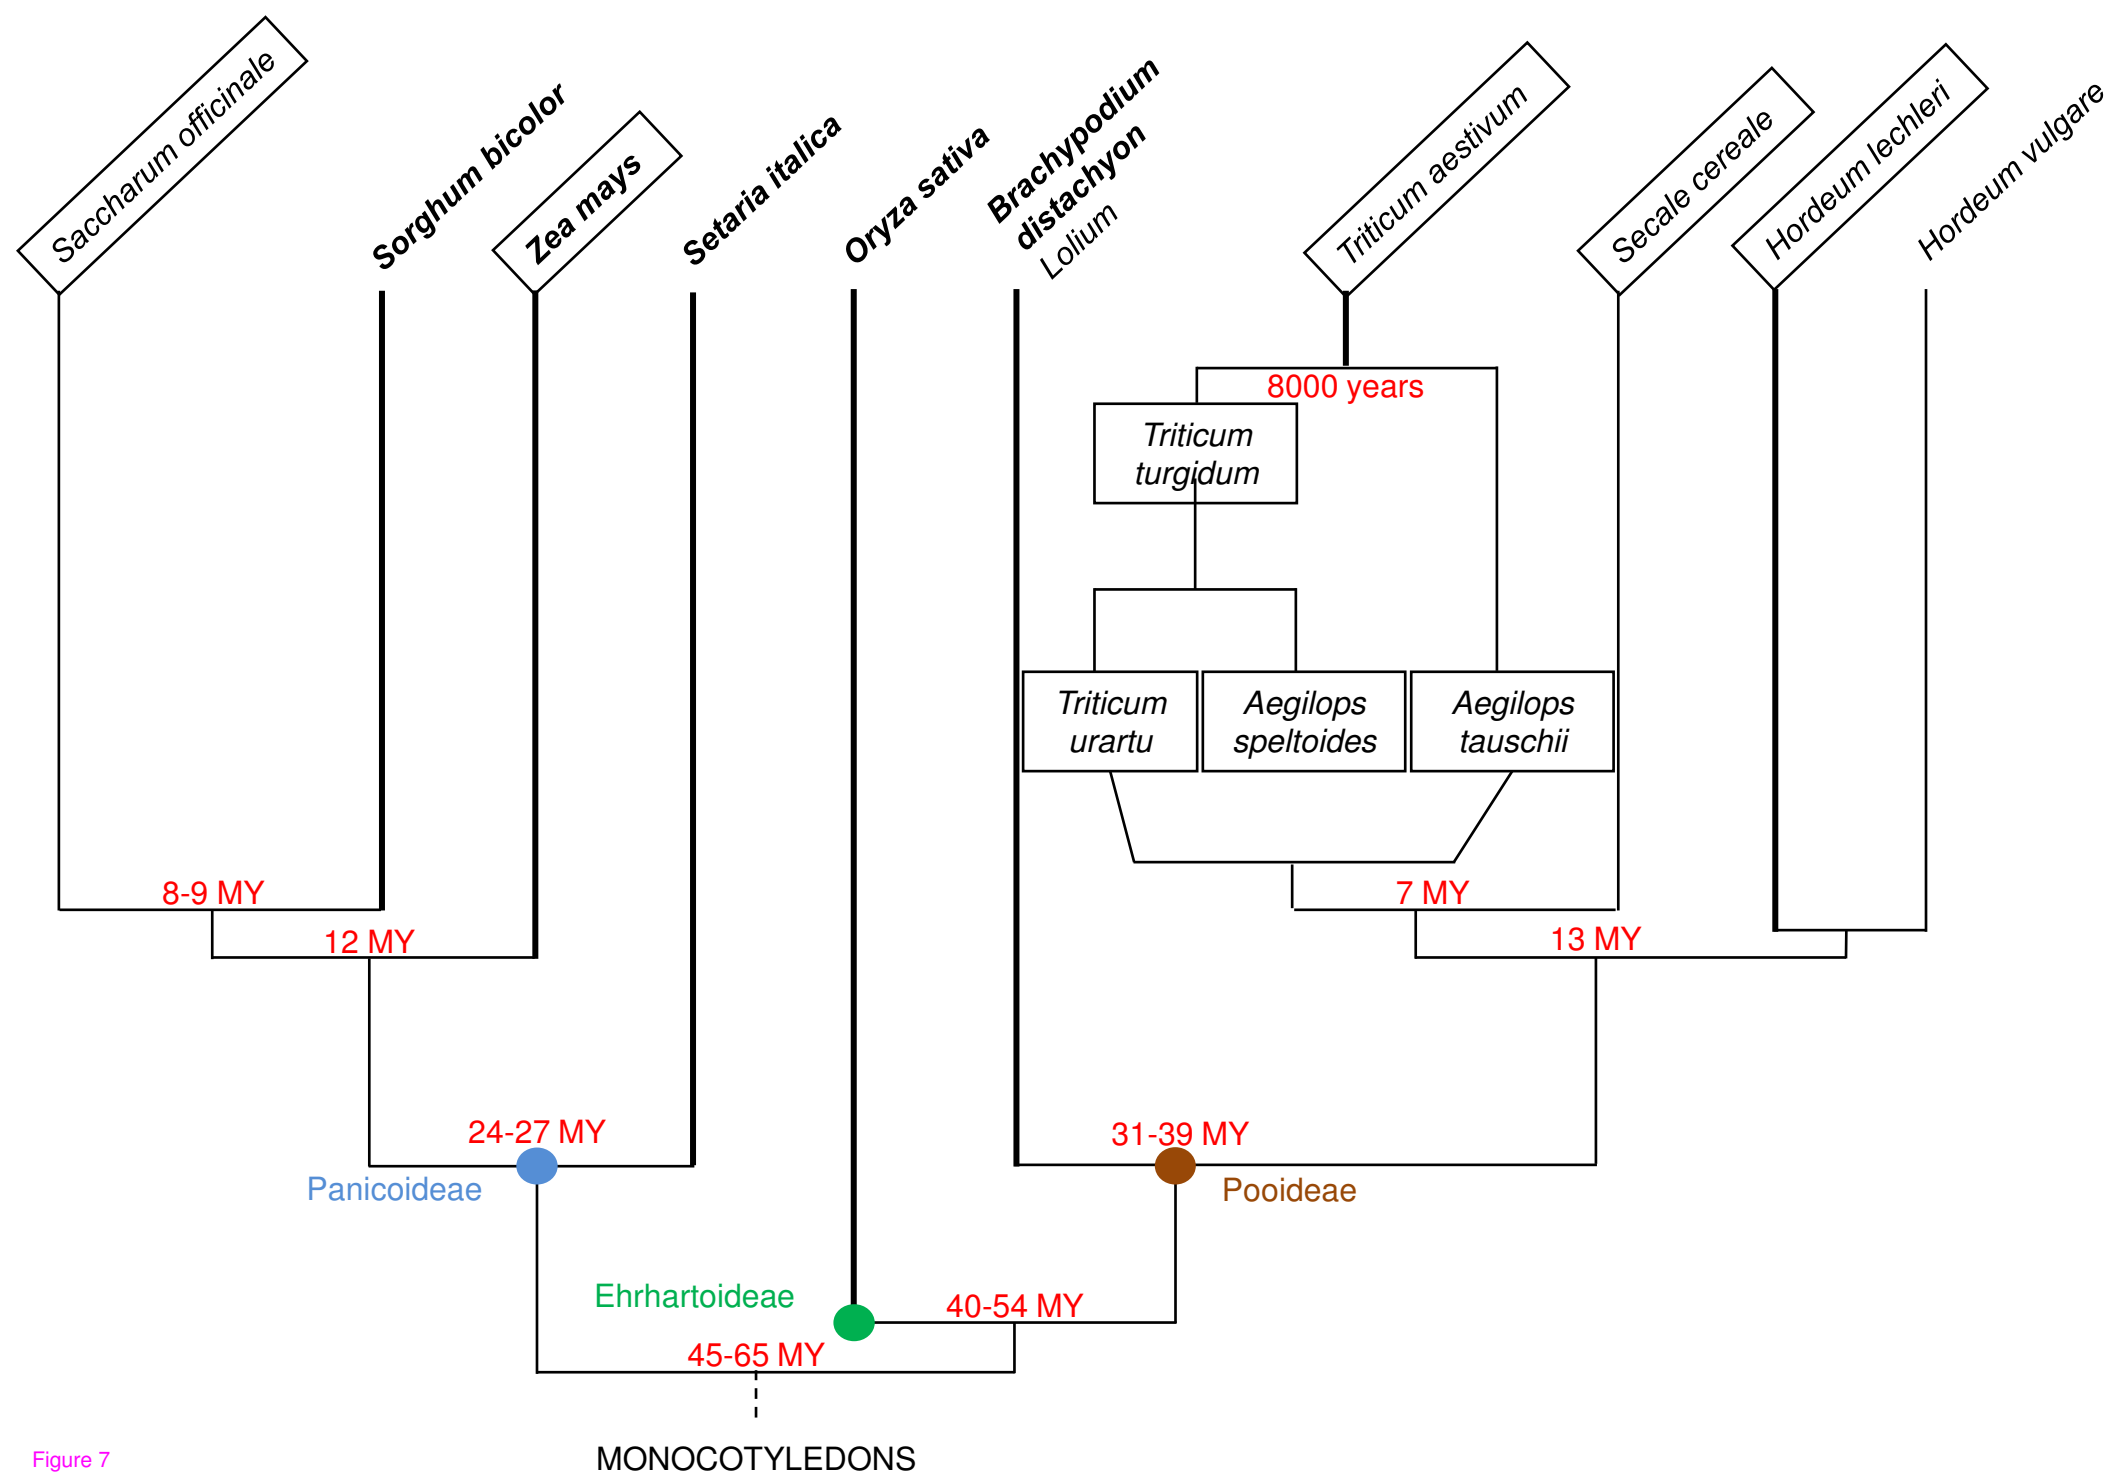 Saccharum officinale
Sorghum bicolor
Zea mays
Setaria italica
Oryza sativa
Brachypodium
distachyon
Lolium
Triticum aestivum
Secale cereale
Hordeum lechleri
Hordeum vulgare
8000 years
Triticum
turgidum
Triticum
urartu
Aegilops
speltoides
Aegilops
tauschii
8-9 MY
7 MY
12 MY
13 MY
24-27 MY
31-39 MY
Panicoideae
Pooideae
Ehrhartoideae
40-54 MY
45-65 MY
MONOCOTYLEDONS
Figure 7